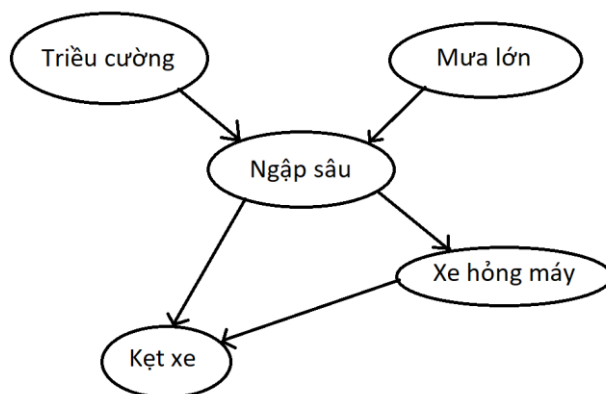 Triều cường
Mưa lớn
Ngập sâu
Xe hỏng máy
Kẹt xe